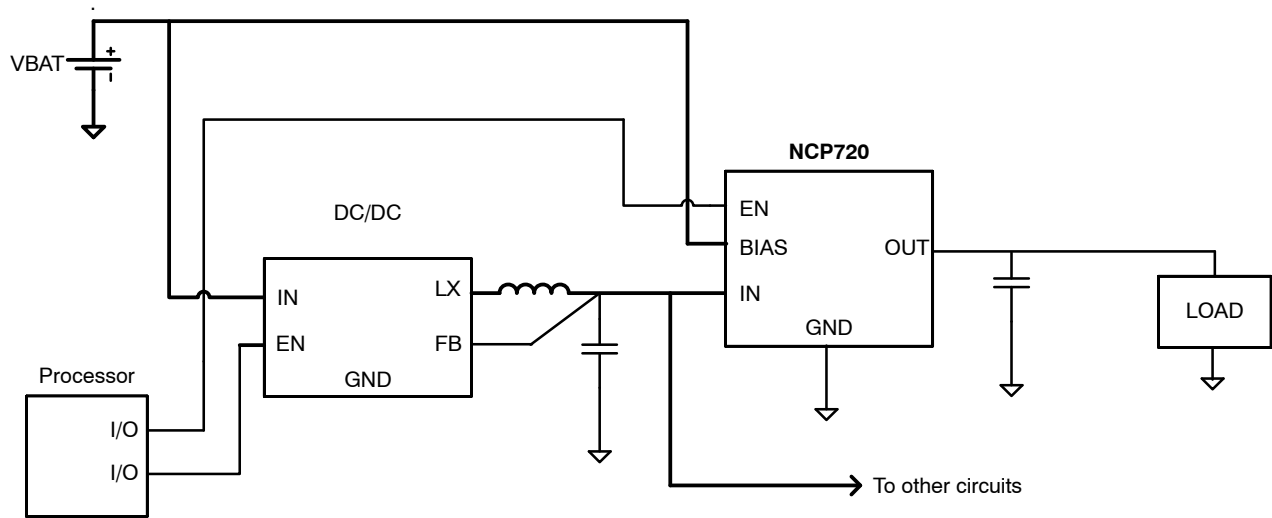 VBAT
+
NCP720
DC/DC
EN
BIAS
OUT
IN
GND
LOAD
LX
IN
EN
FB
GND
Processor
I/O
I/O
To other circuits